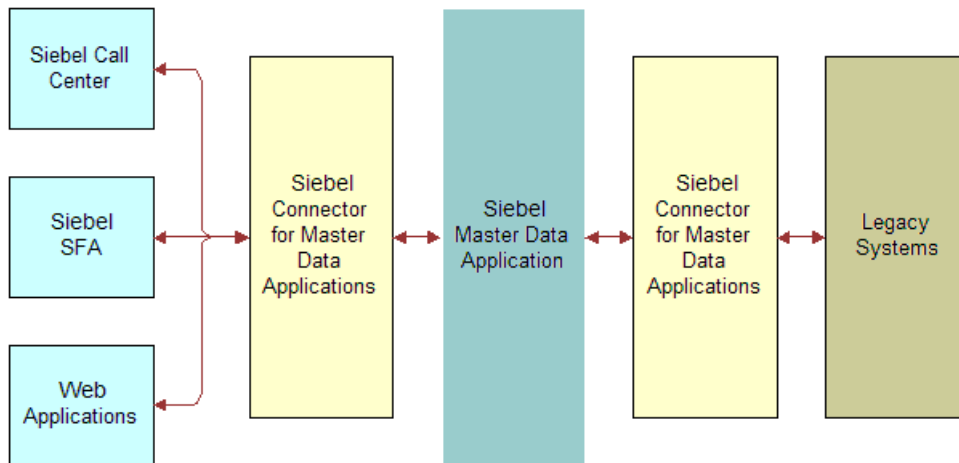 Siebel Call
Center
Siebel
SFA
Web
Applications
Siebel
Connector
for Master
Data
Applications
Siebel
Master Data
Application
Siebel
Connector
for Master
Data
Applications
Legacy
Systems